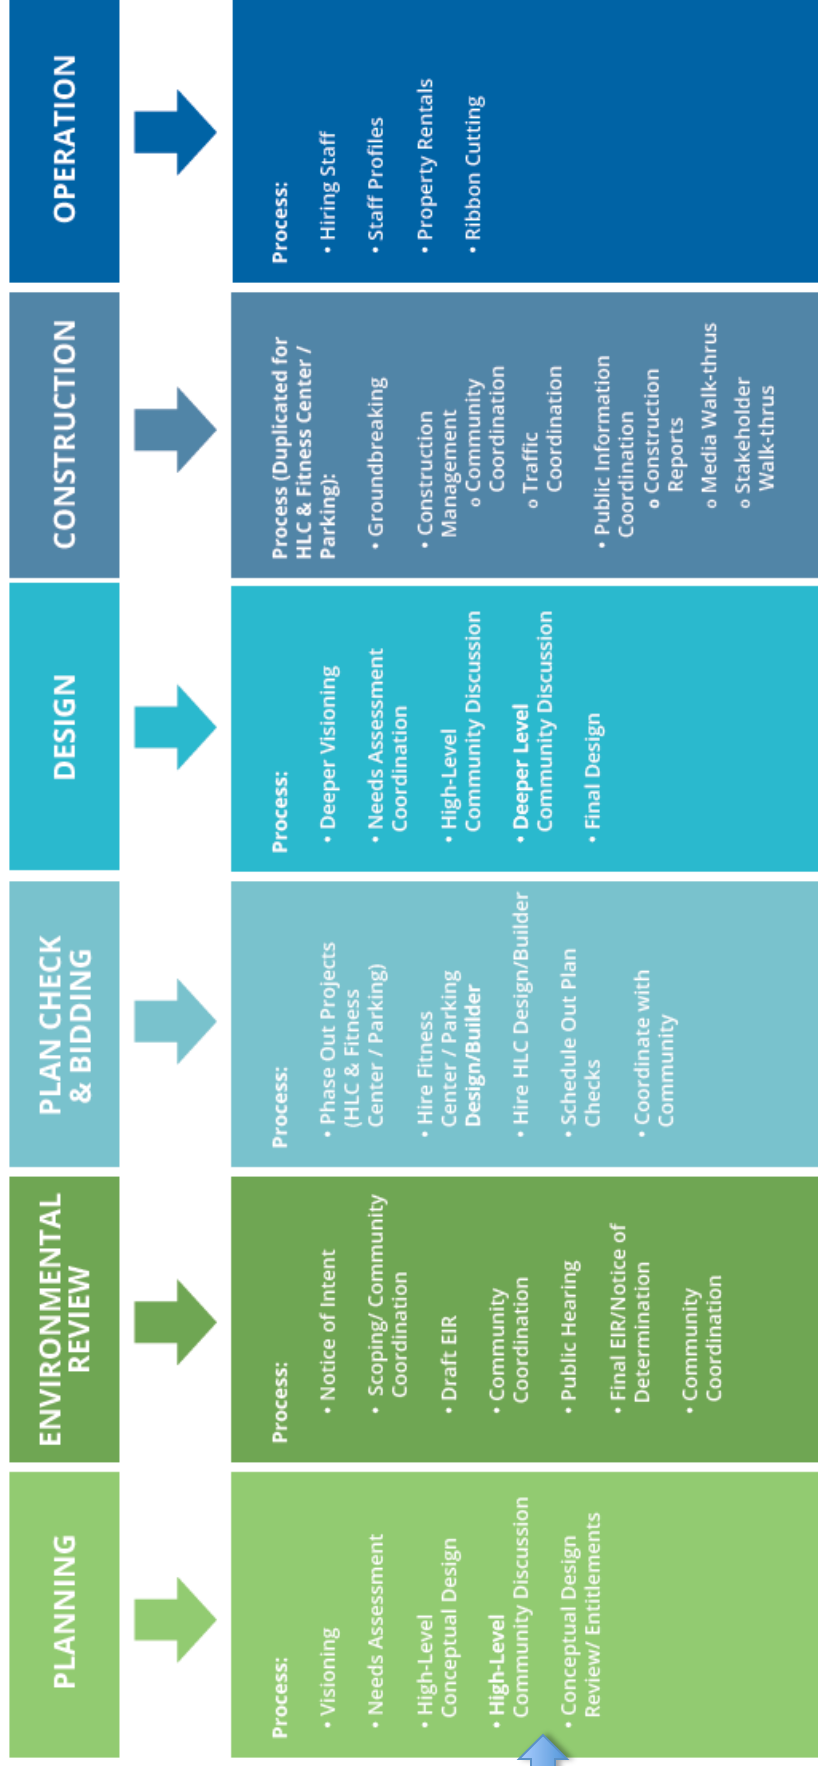 PLANNING
Process:
• Visioning
• Needs Assessment
• High-Level
Conceptual Design
• High-Level
Community Discussion
• Conceptual Design
Review/ Entitlements
ENVIRONMENTAL
REVIEW
Process:
• Notice of Intent
• Scoping/ Community
Coordination
• Draft EIR
• Community
Coordination
• Public Hearing
• Final EIR/Notice of
Determination
• Community
Coordination
PLAN CHECK
& BIDDING
Process:
• Phase Out Projects
(HLC & Fitness
Center / Parking)
• Hire Fitness
Center / Parking
Design/Builder
• Hire HLC Design/Builder
• Schedule Out Plan
Checks
• Coordinate with
Community
DESIGN
Process:
• Deeper Visioning
• Needs Assessment
Coordination
• High-Level
Community Discussion
• Deeper Level
Community Discussion
• Final Design
CONSTRUCTION
Process (Duplicated for
HLC & Fitness Center /
Parking):
• Groundbreaking
• Construction
Management
o Community
Coordination
o Traffic
Coordination
• Public Information
Coordination
o Construction
Reports
o Media Walk-thrus
o Stakeholder
Walk-thrus
OPERATION
Process:
• Hiring Staff
• Staff Profiles
• Property Rentals
• Ribbon Cutting